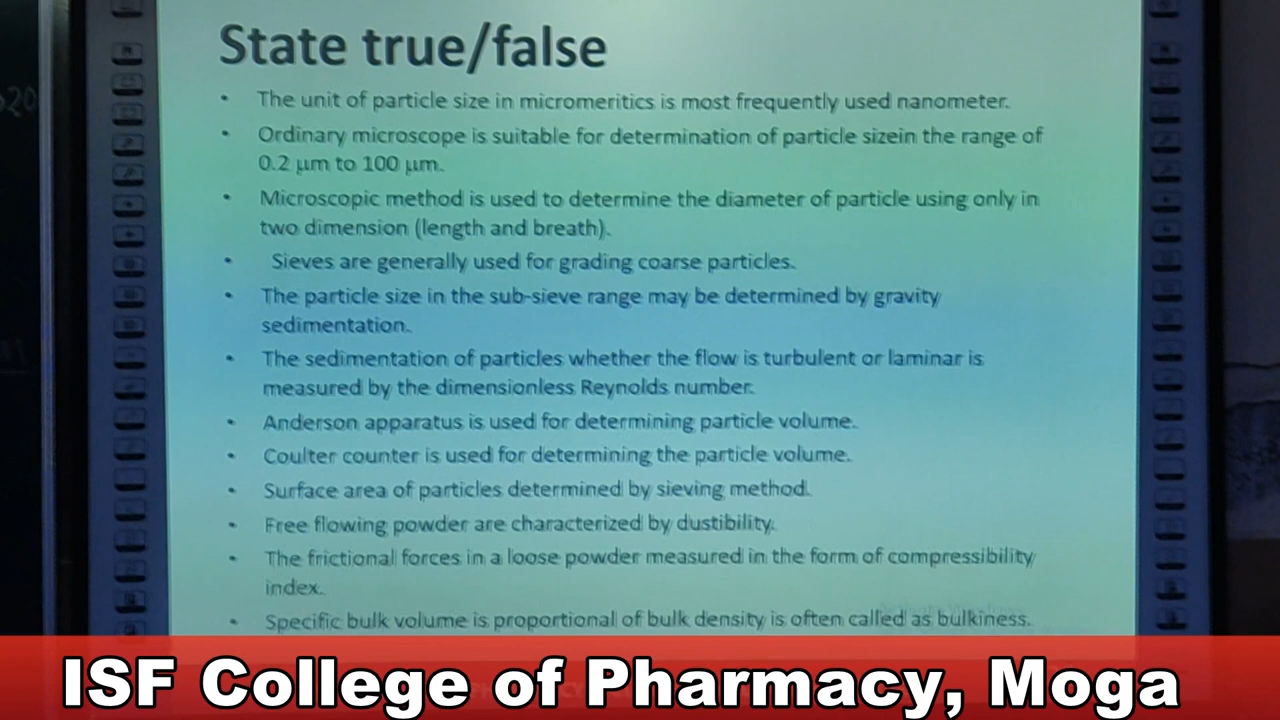 State true/false
• The unit of particle size in micromeritics is most frequently used nanometer.
• Ordinary microscope is suitable for determination of particle sizein the range of
0.2 µm to 100 µm.
• Microscopic method is used to determine the diameter of particle using only in
two dimension (length and breath).
• Sieves are generally used for grading coarse particles.
• The particle size in the sub-sieve range may be determined by gravity
sedimentation.
• The sedimentation of particles whether the flow is turbulent or laminar is
measured by the dimensionless Reynolds number.
• Anderson apparatus is used for determining particle volume.
• Coulter counter is used for determining the particle volume.
• Surface area of particles determined by sieving method.
• Free flowing powder are characterized by dustibility.
• The frictional forces in a loose powder measured in the form of compressibility
index.
• Specific bulk volume is proportional of bulk density is often called as bulkiness.
ISF College of Pharmacy, Moga